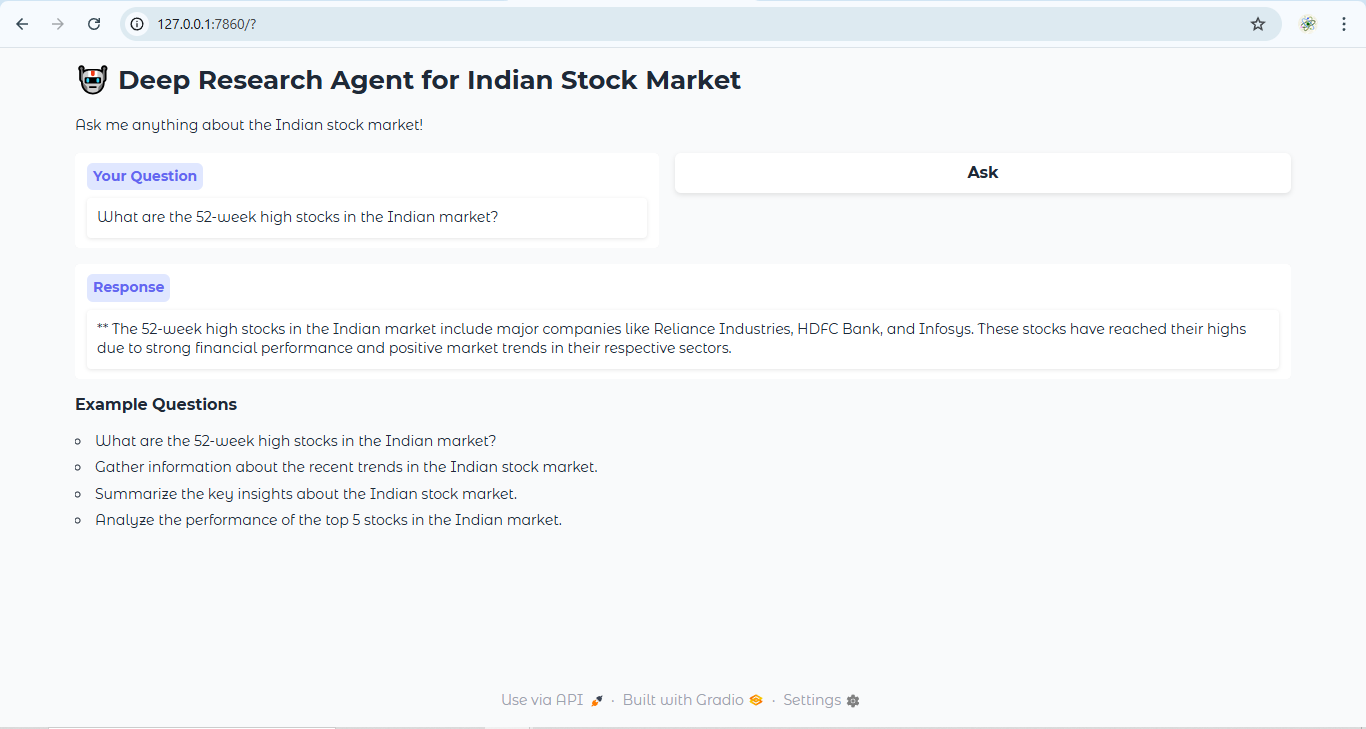 127.0.0.1:7860/?
Deep Research Agent for Indian Stock Market
Ask me anything about the Indian stock market!
Your Question
What are the 52-week high stocks in the Indian market?
Ask
Response
** The 52-week high stocks in the Indian market include major companies like Reliance Industries, HDFC Bank, and Infosys. These stocks have reached their highs
due to strong financial performance and positive market trends in their respective sectors.
Example Questions
What are the 52-week high stocks in the Indian market?
Gather information about the recent trends in the Indian stock market.
Summarize the key insights about the Indian stock market.
Analyze the performance of the top 5 stocks in the Indian market.
Use via API · Built with Gradio · Settings